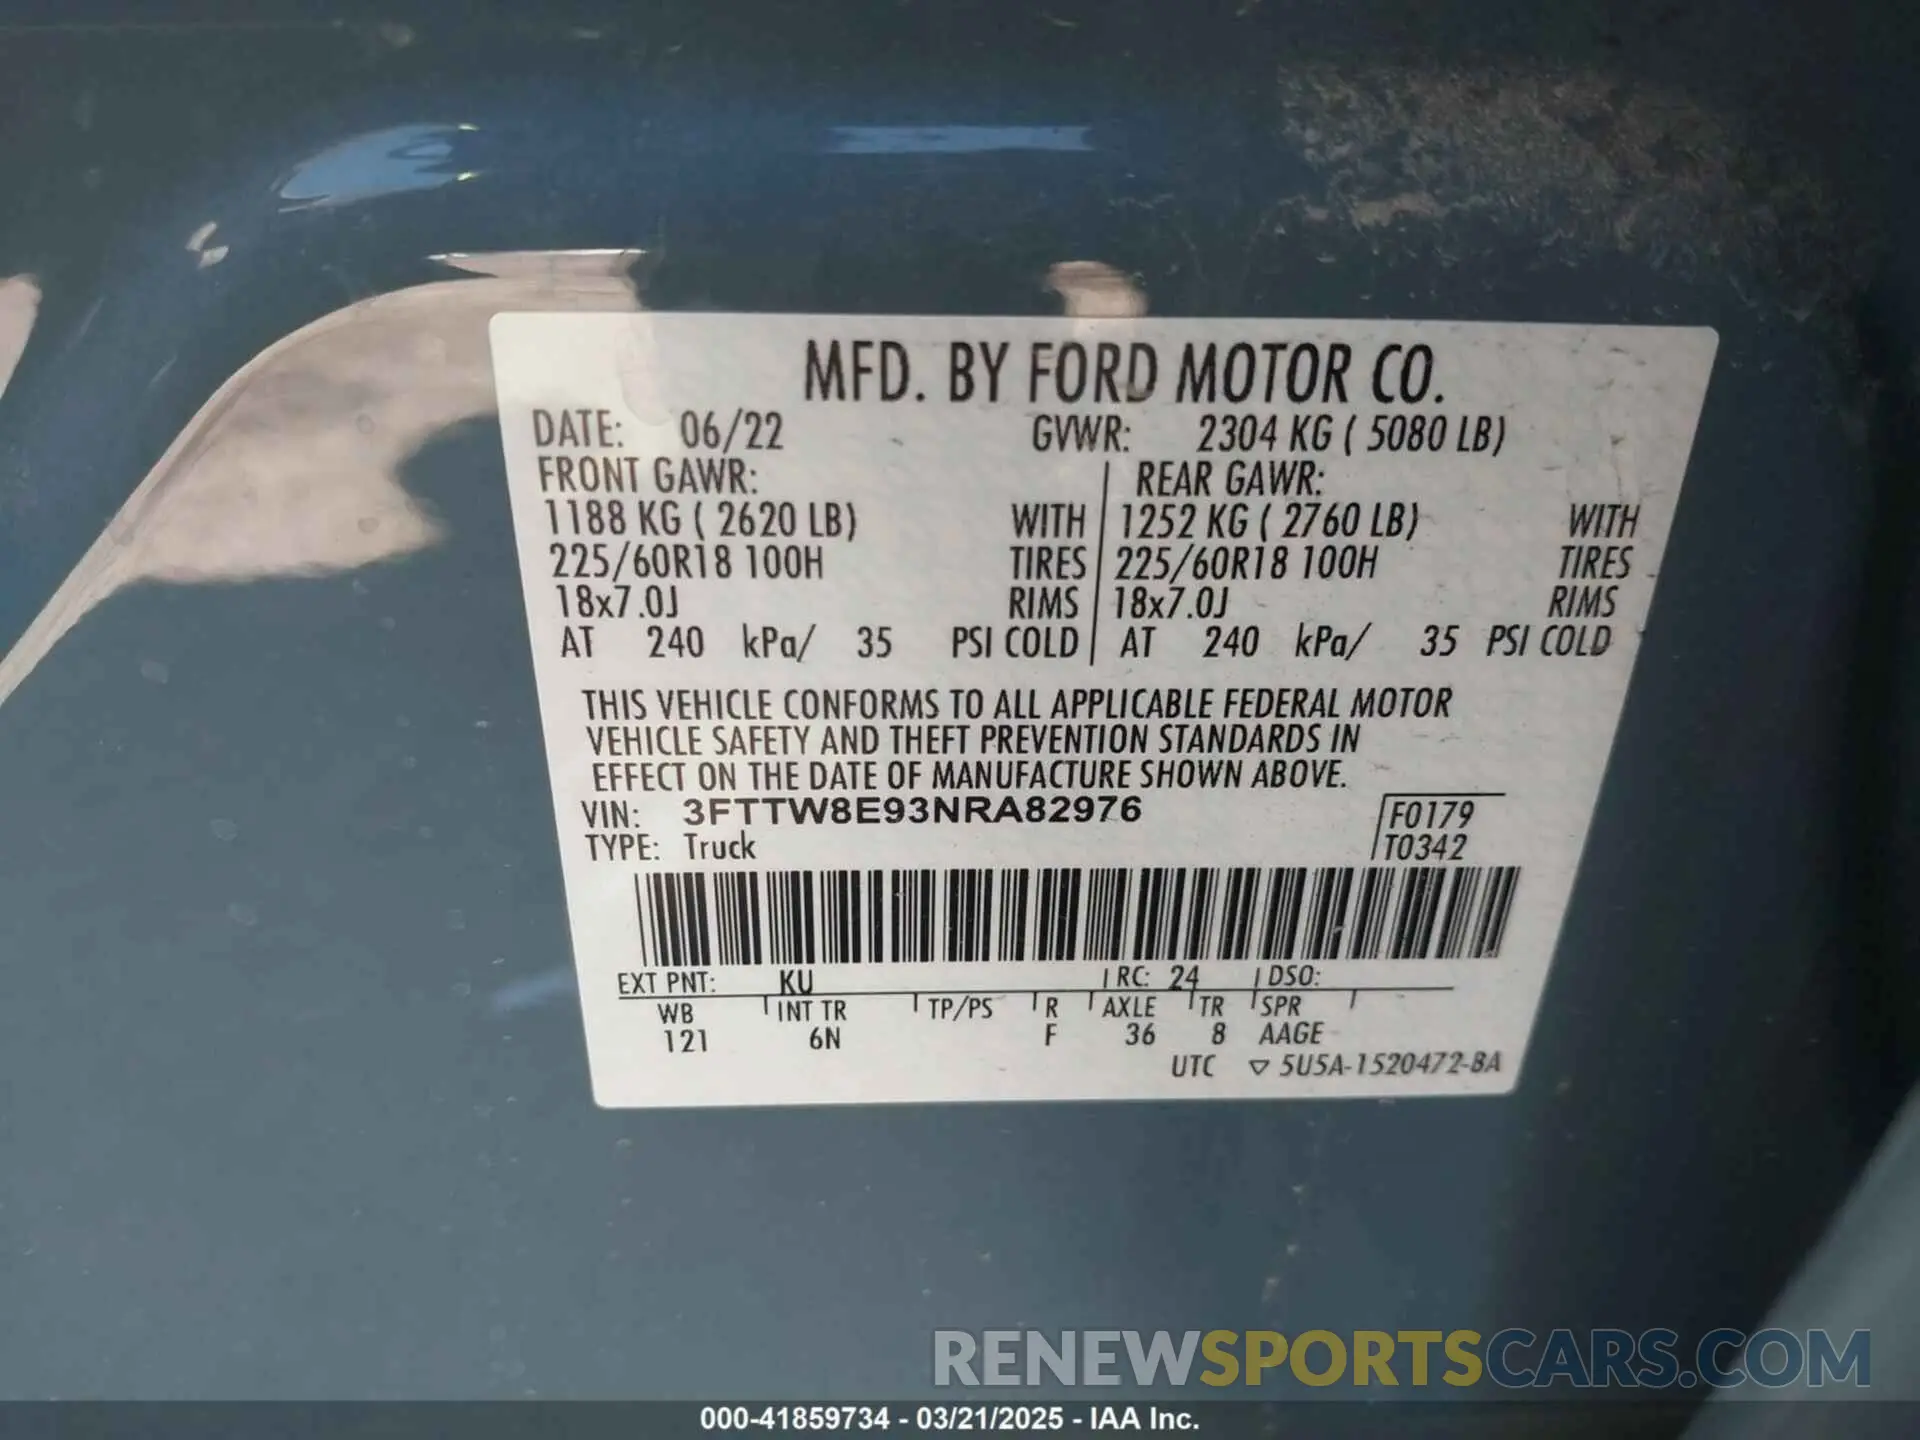 MFD. BY FORD MOTOR CO.
DATE: 06/22 GVWR: 2304 KG ( 5080 LB)
FRONT GAWR: REAR GAWR:
1188 KG ( 2620 LB) WITH 1252 KG ( 2760 LB) WITH
225/60R18 100H TIRES 225/60R18 100H TIRES
18x7.0J RIMS 18x7.0J RIMS
AT 240 kPa/ 35 PSI COLD AT 240 kPa/ 35 PSI COLD
THIS VEHICLE CONFORMS TO ALL APPLICABLE FEDERAL MOTOR
VEHICLE SAFETY AND THEFT PREVENTION STANDARDS IN
EFFECT ON THE DATE OF MANUFACTURE SHOWN ABOVE.
VIN: 3FTTW8E93NRA82976 F0179
TYPE: Truck T0342
EXT PNT: KU RC: 24 DSO:
WB INT TR TP/PS R AXLE TR SPR
121 6N F 36 8 AAGE
UTC ▽ 5U5A-1520472-BA
RENEWSPORTSCARS.COM
000-41859734 - 03/21/2025 - IAA Inc.